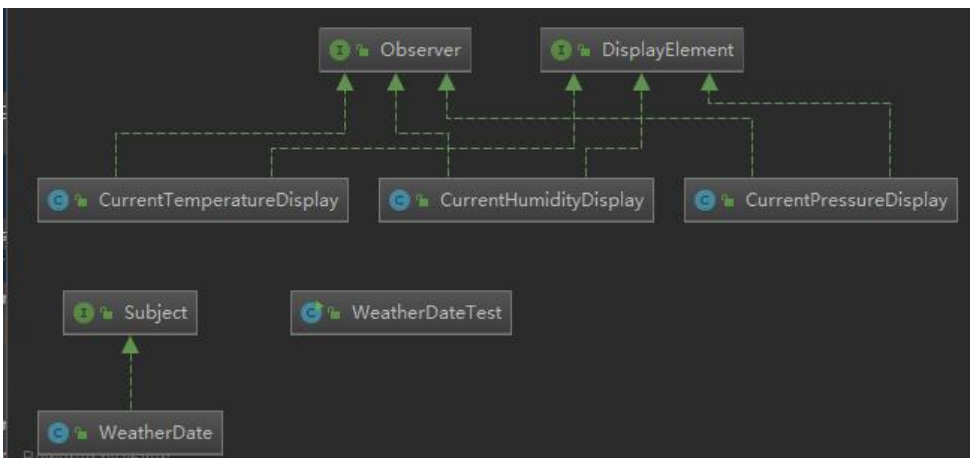 Observer DisplayElement
CurrentTemperatureDisplay CurrentHumidityDisplay CurrentPressureDisplay
Subject WeatherDateTest
WeatherDate